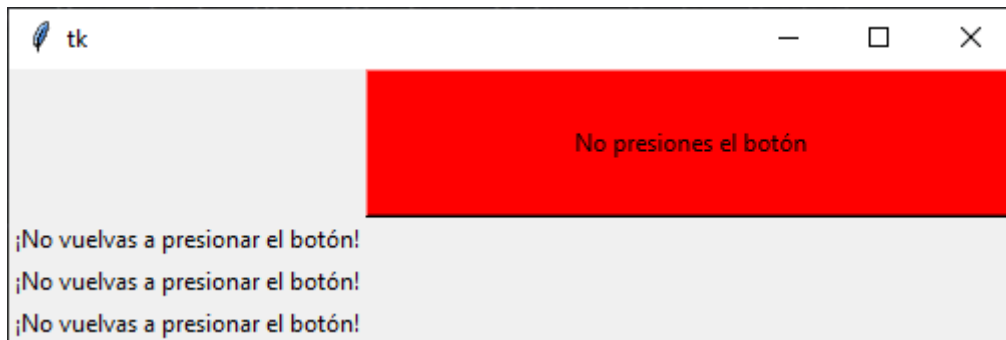 tk
No presiones el botón
¡No vuelvas a presionar el botón!
¡No vuelvas a presionar el botón!
¡No vuelvas a presionar el botón!